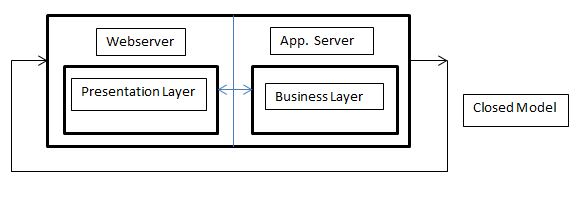 Webserver
App. Server
Presentation Layer
Business Layer
Closed Model